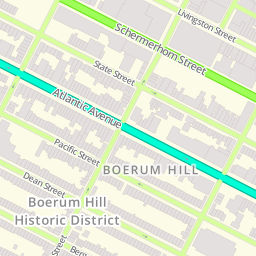 Livingston Street
Schermerhorn Street
State Street
Atlantic Avenue
Pacific Street
BOERUM HILL
Dean Street
Boerum Hill
Historic District